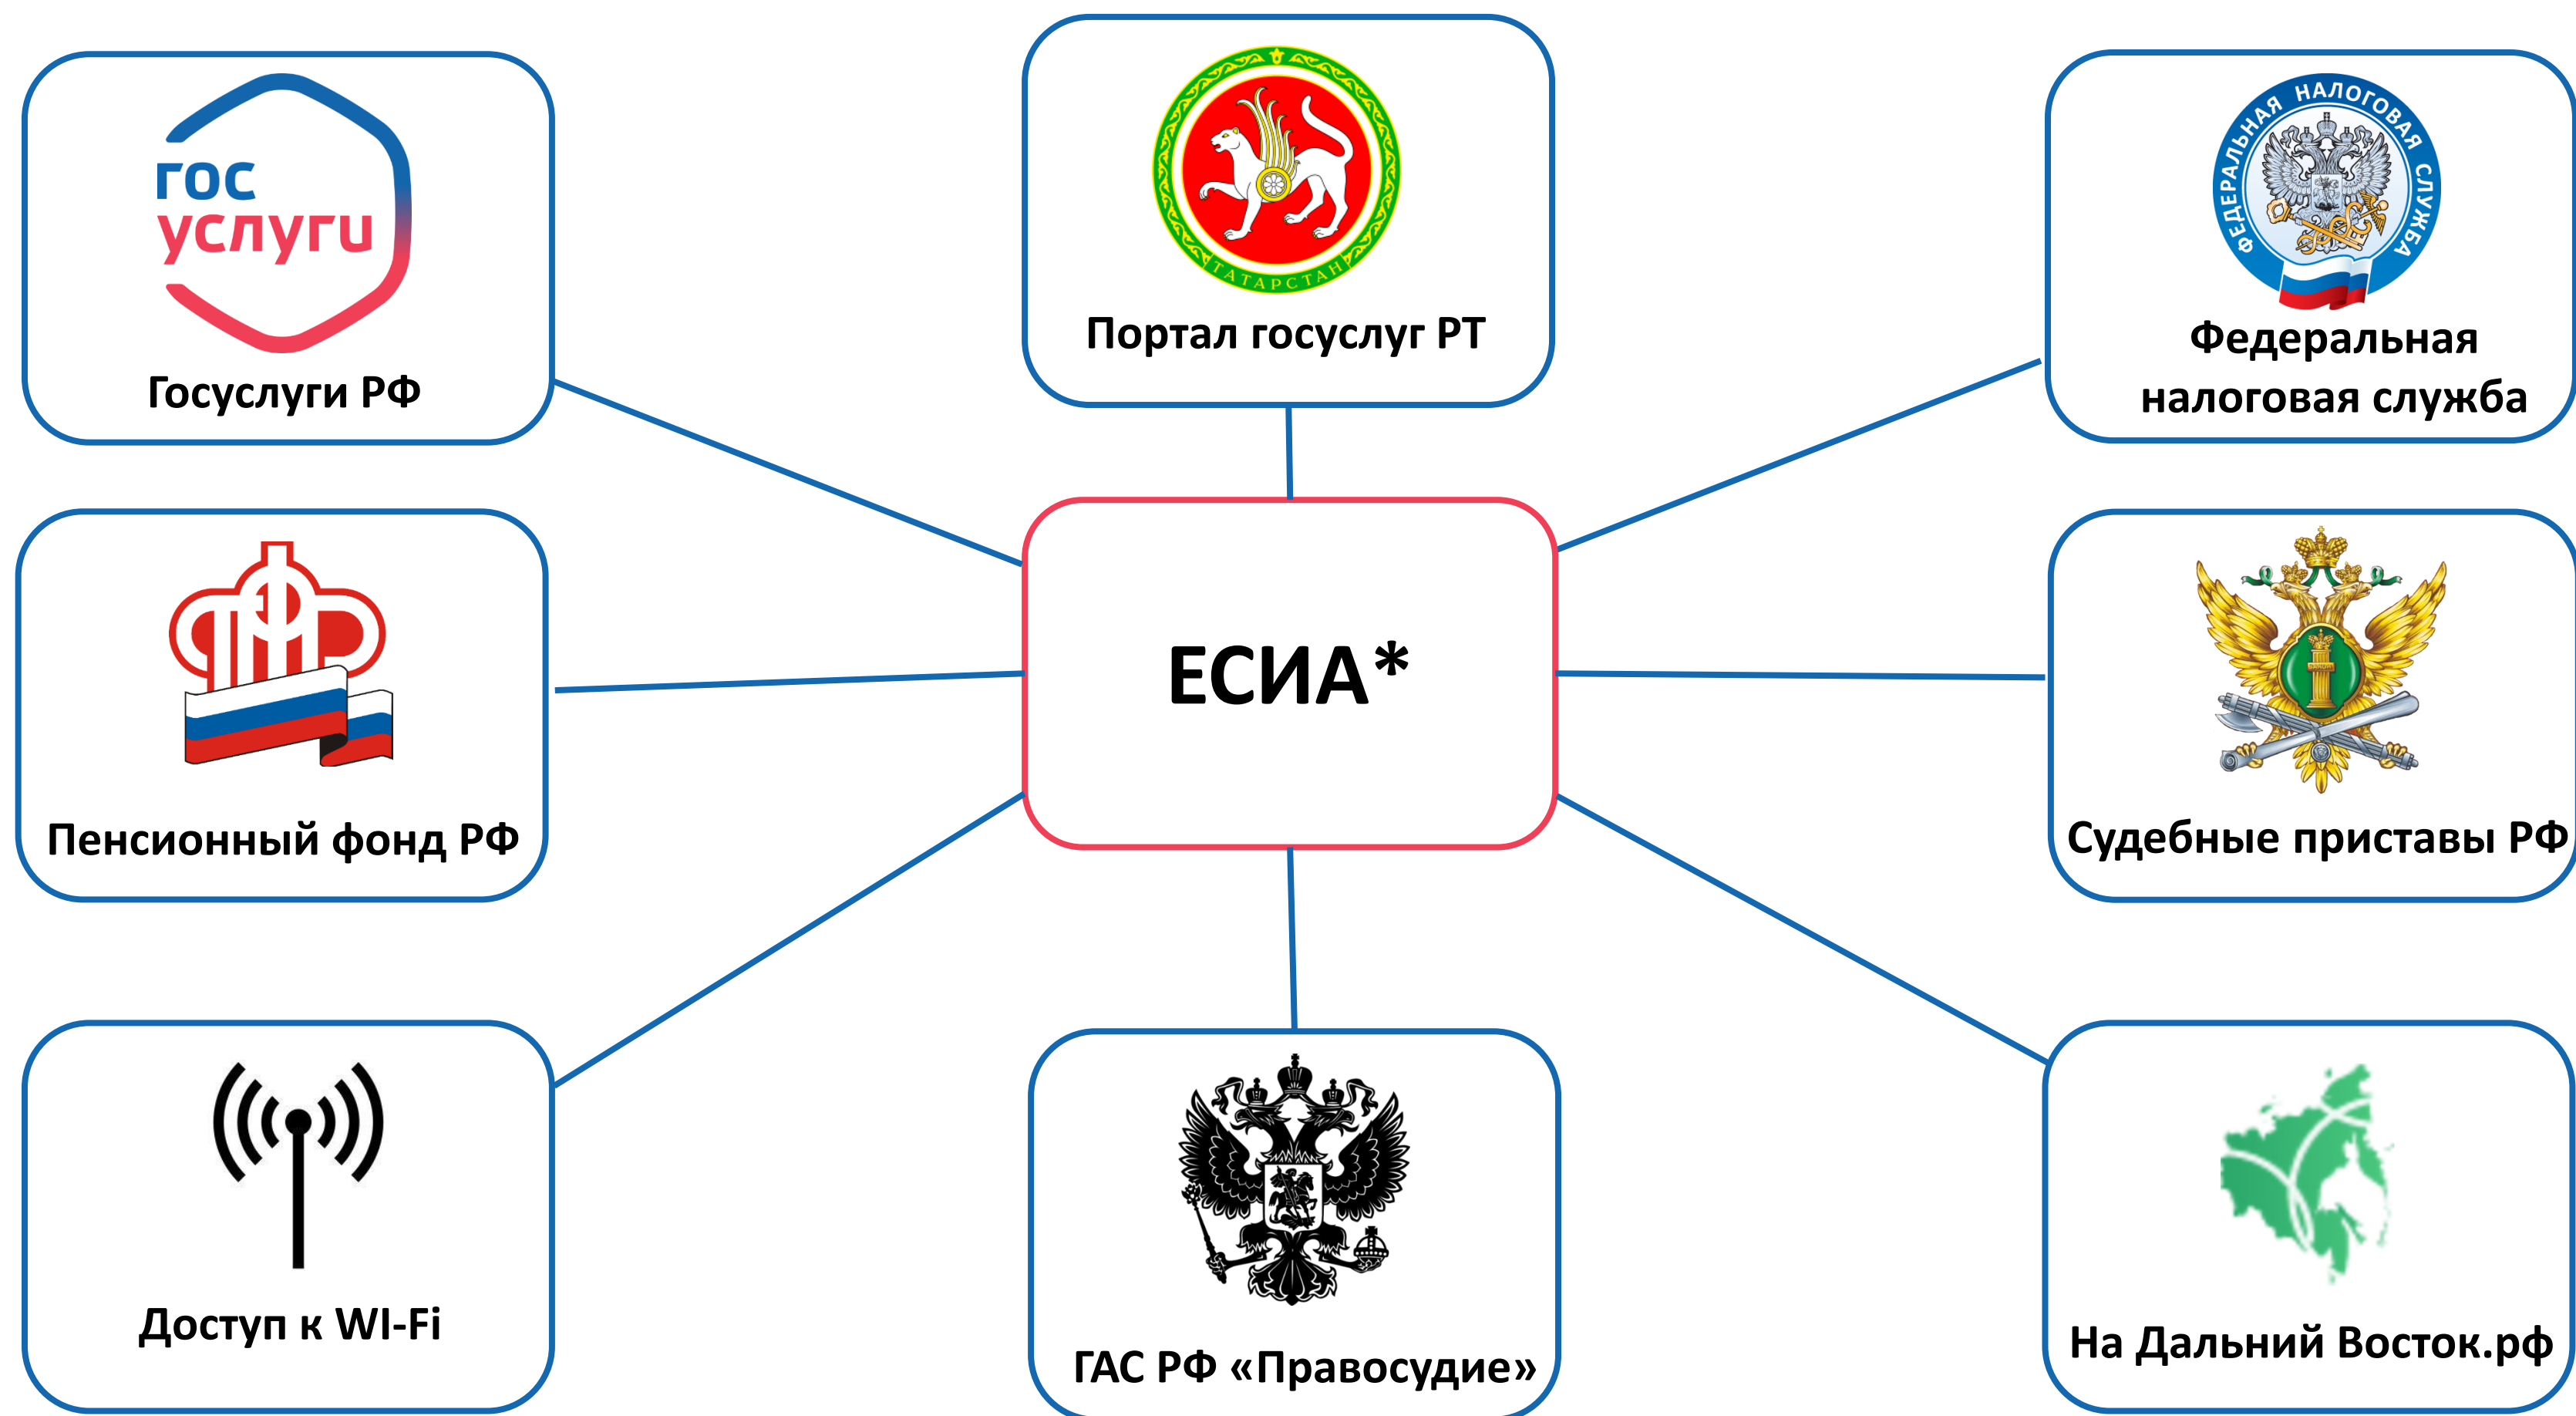 гос
услуги
Госуслуги РФ
ТАТАРСТАН
Портал госуслуг РТ
ФЕДЕРАЛЬНАЯ НАЛОГОВАЯ СЛУЖБА
Федеральная
налоговая служба
ПФР
Пенсионный фонд РФ
ЕСИА*
Судебные приставы РФ
Доступ к WI-Fi
ГАС РФ «Правосудие»
На Дальний Восток.рф